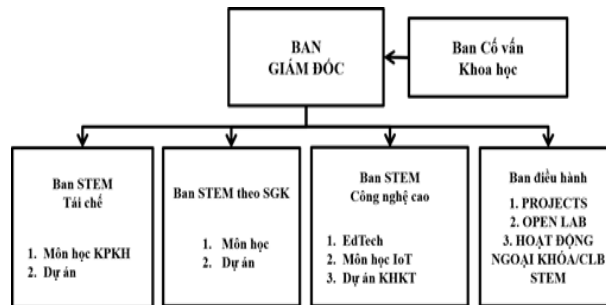 BAN
GIÁM ĐỐC
Ban Cố vấn
Khoa học
Ban STEM
Tái chế
1. Môn học KPKH
2. Dự án
Ban STEM theo SGK
1. Môn học
2. Dự án
Ban STEM
Công nghệ cao
1. EdTech
2. Môn học IoT
3. Dự án KHKT
Ban điều hành
1. PROJECTS
2. OPEN LAB
3. HOẠT ĐỘNG
NGOẠI KHÓA/CLB
STEM